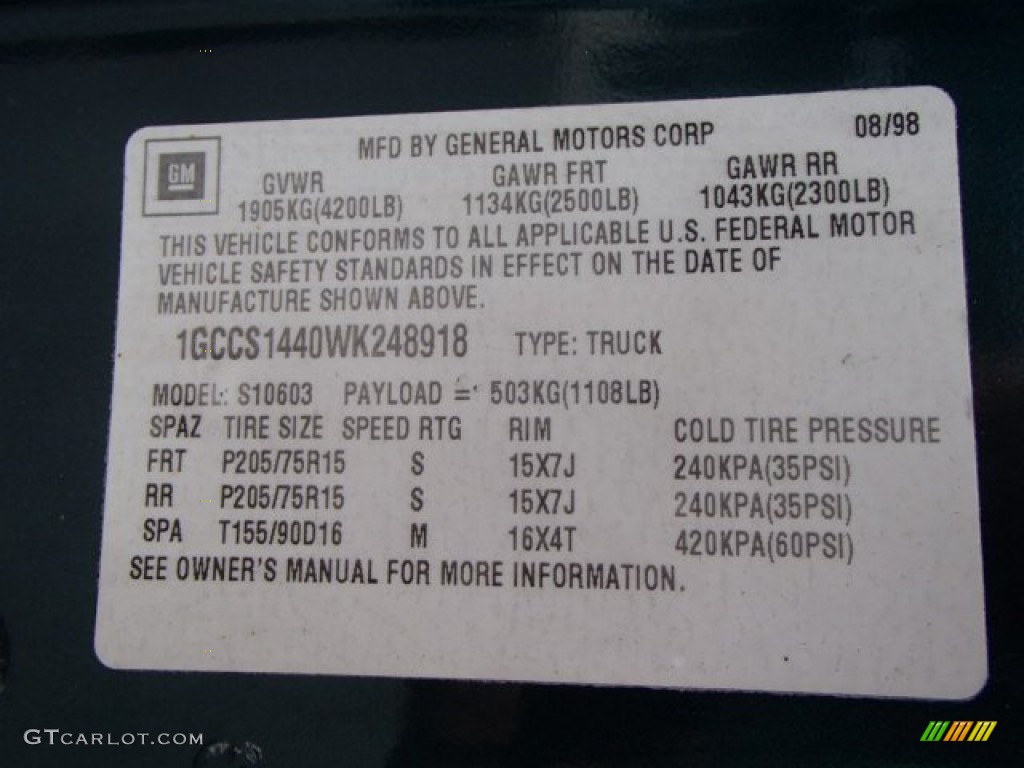 MFD BY GENERAL MOTORS CORP 08/98
GM
GVWR GAWR FRT GAWR RR
1905KG(4200LB) 1134KG(2500LB) 1043KG(2300LB)
THIS VEHICLE CONFORMS TO ALL APPLICABLE U.S. FEDERAL MOTOR
VEHICLE SAFETY STANDARDS IN EFFECT ON THE DATE OF
MANUFACTURE SHOWN ABOVE.
1GCCS1440WK248918 TYPE: TRUCK
MODEL: S10603 PAYLOAD = 503KG(1108LB)
SPAZ TIRE SIZE SPEED RTG RIM COLD TIRE PRESSURE
FRT P205/75R15 S 15X7J 240KPA(35PSI)
RR P205/75R15 S 15X7J 240KPA(35PSI)
SPA T155/90D16 M 16X4T 420KPA(60PSI)
SEE OWNER'S MANUAL FOR MORE INFORMATION.
GTCARLOT.COM